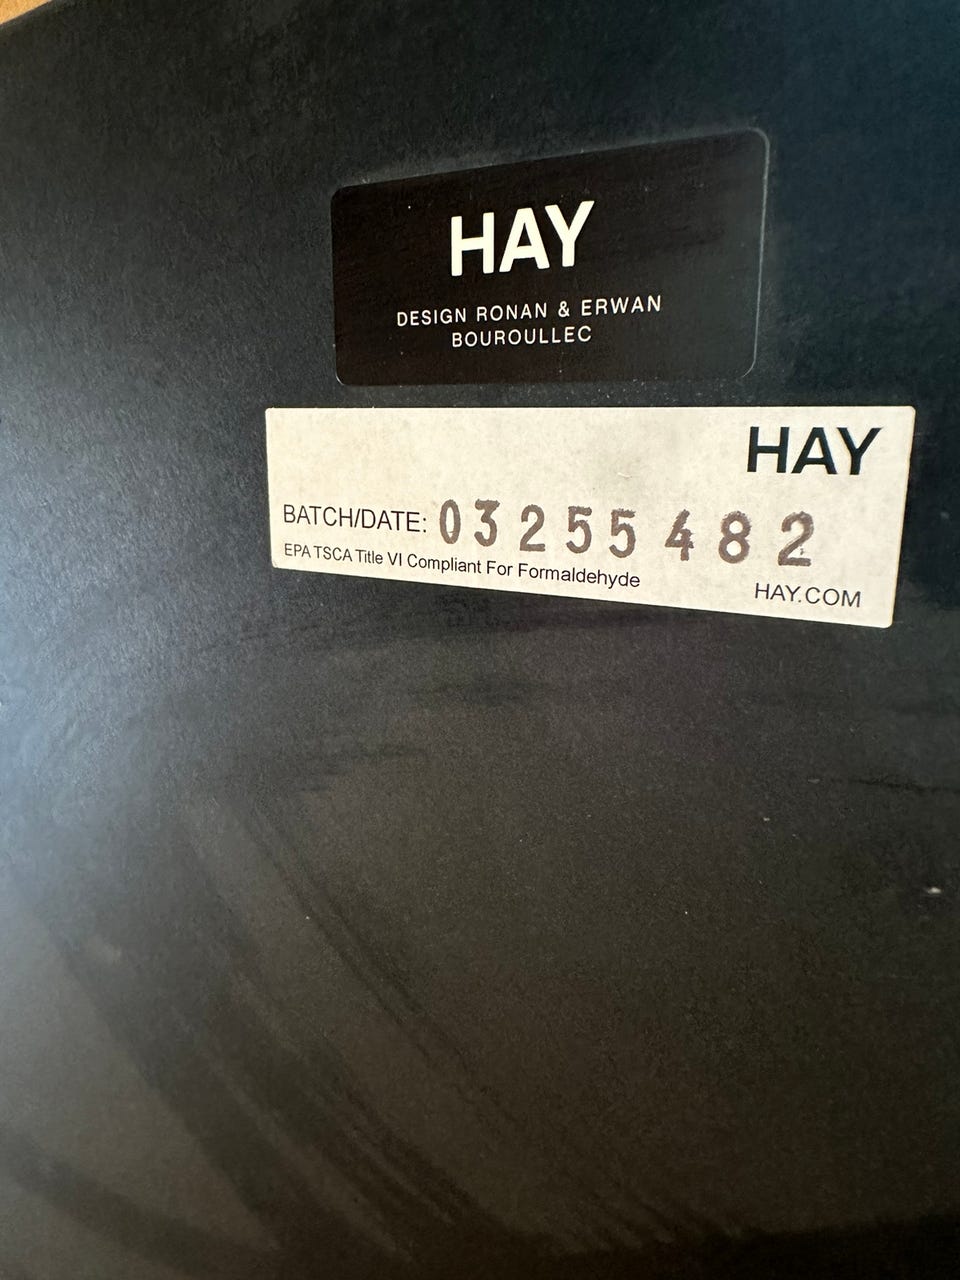 HAY
DESIGN RONAN & ERWAN
BOUROULLEC
HAY
BATCH/DATE: 03255482
EPA TSCA Title VI Compliant For Formaldehyde
HAY.COM